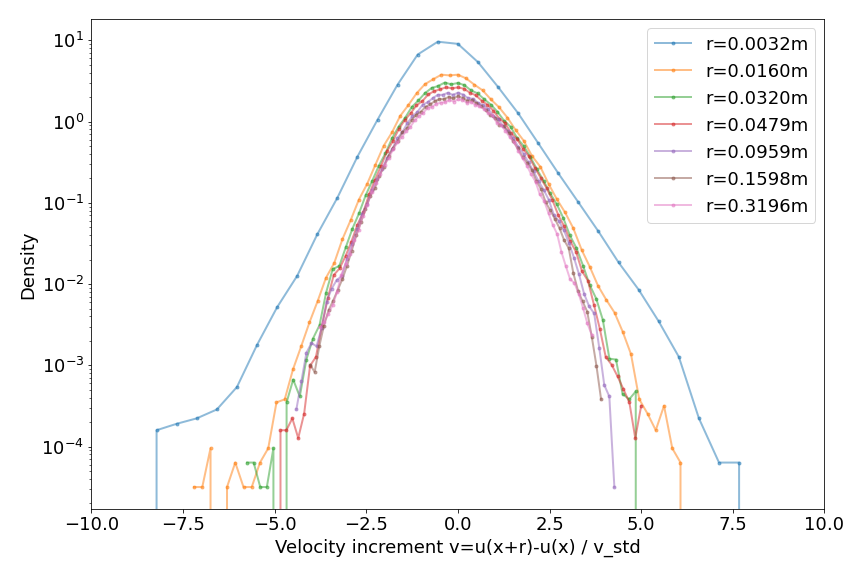 10¹
10⁰
10⁻¹
10⁻²
10⁻³
10⁻⁴
Density
−10.0 −7.5 −5.0 −2.5 0.0 2.5 5.0 7.5 10.0
Velocity increment v=u(x+r)-u(x) / v_std
r=0.0032m
r=0.0160m
r=0.0320m
r=0.0479m
r=0.0959m
r=0.1598m
r=0.3196m